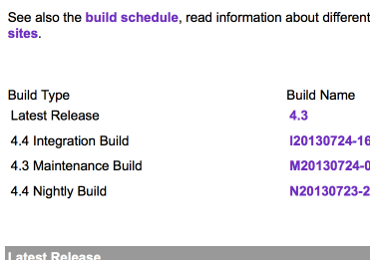 See also the build schedule, read information about different
sites.
Build Type Build Name
Latest Release 4.3
4.4 Integration Build I20130724-16
4.3 Maintenance Build M20130724-0
4.4 Nightly Build N20130723-2
Latest Release